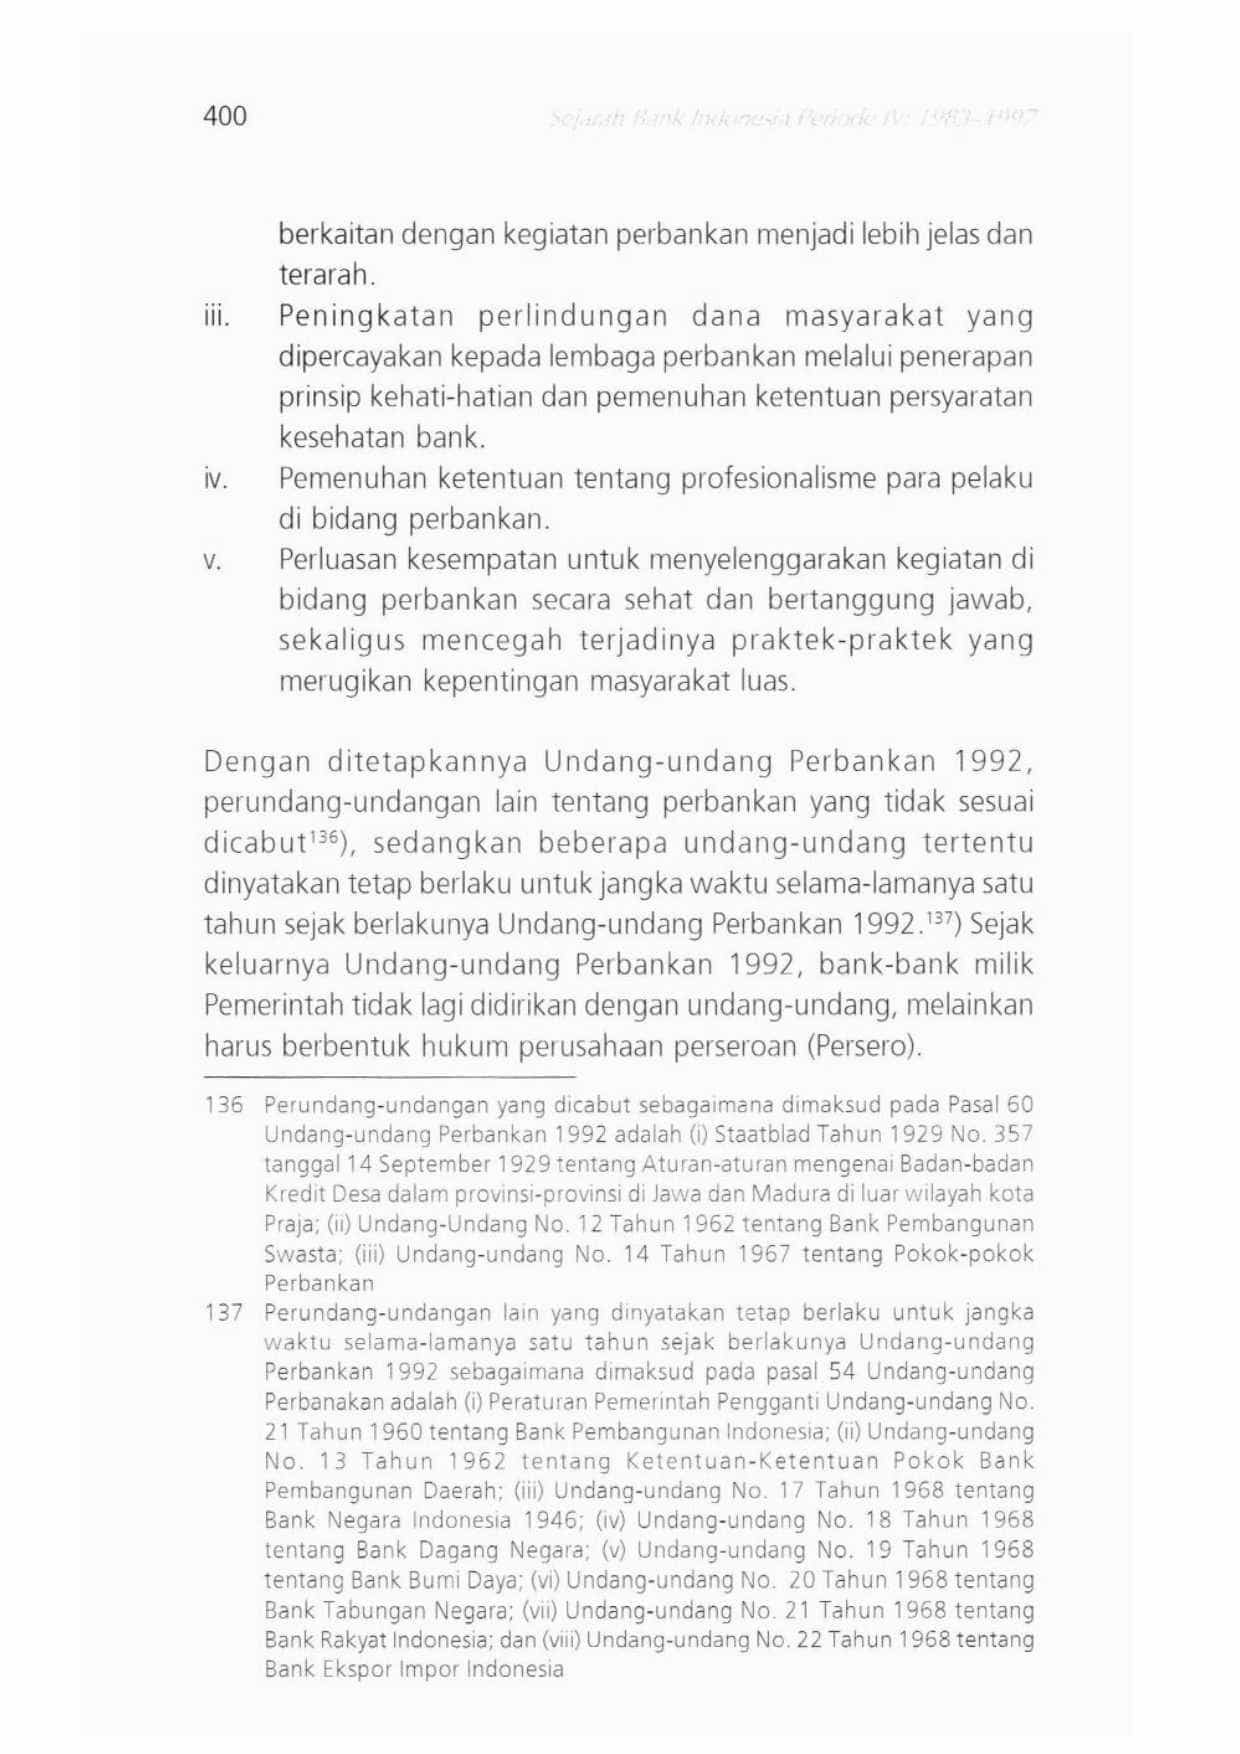 400
Sejarah Bank Indonesia Periode IV: 1983–1997
berkaitan dengan kegiatan perbankan menjadi lebih jelas dan
terarah.
iii. Peningkatan perlindungan dana masyarakat yang
dipercayakan kepada lembaga perbankan melalui penerapan
prinsip kehati-hatian dan pemenuhan ketentuan persyaratan
kesehatan bank.
iv. Pemenuhan ketentuan tentang profesionalisme para pelaku
di bidang perbankan.
v. Perluasan kesempatan untuk menyelenggarakan kegiatan di
bidang perbankan secara sehat dan bertanggung jawab,
sekaligus mencegah terjadinya praktek-praktek yang
merugikan kepentingan masyarakat luas.
Dengan ditetapkannya Undang-undang Perbankan 1992,
perundang-undangan lain tentang perbankan yang tidak sesuai
dicabut¹³⁶), sedangkan beberapa undang-undang tertentu
dinyatakan tetap berlaku untuk jangka waktu selama-lamanya satu
tahun sejak berlakunya Undang-undang Perbankan 1992.¹³⁷) Sejak
keluarnya Undang-undang Perbankan 1992, bank-bank milik
Pemerintah tidak lagi didirikan dengan undang-undang, melainkan
harus berbentuk hukum perusahaan perseroan (Persero).
136 Perundang-undangan yang dicabut sebagaimana dimaksud pada Pasal 60
Undang-undang Perbankan 1992 adalah (i) Staatblad Tahun 1929 No. 357
tanggal 14 September 1929 tentang Aturan-aturan mengenai Badan-badan
Kredit Desa dalam provinsi-provinsi di Jawa dan Madura di luar wilayah kota
Praja; (ii) Undang-Undang No. 12 Tahun 1962 tentang Bank Pembangunan
Swasta; (iii) Undang-undang No. 14 Tahun 1967 tentang Pokok-pokok
Perbankan
137 Perundang-undangan lain yang dinyatakan tetap berlaku untuk jangka
waktu selama-lamanya satu tahun sejak berlakunya Undang-undang
Perbankan 1992 sebagaimana dimaksud pada pasal 54 Undang-undang
Perbanakan adalah (i) Peraturan Pemerintah Pengganti Undang-undang No.
21 Tahun 1960 tentang Bank Pembangunan Indonesia; (ii) Undang-undang
No. 13 Tahun 1962 tentang Ketentuan-Ketentuan Pokok Bank
Pembangunan Daerah; (iii) Undang-undang No. 17 Tahun 1968 tentang
Bank Negara Indonesia 1946; (iv) Undang-undang No. 18 Tahun 1968
tentang Bank Dagang Negara; (v) Undang-undang No. 19 Tahun 1968
tentang Bank Bumi Daya; (vi) Undang-undang No. 20 Tahun 1968 tentang
Bank Tabungan Negara; (vii) Undang-undang No. 21 Tahun 1968 tentang
Bank Rakyat Indonesia; dan (viii) Undang-undang No. 22 Tahun 1968 tentang
Bank Ekspor Impor Indonesia